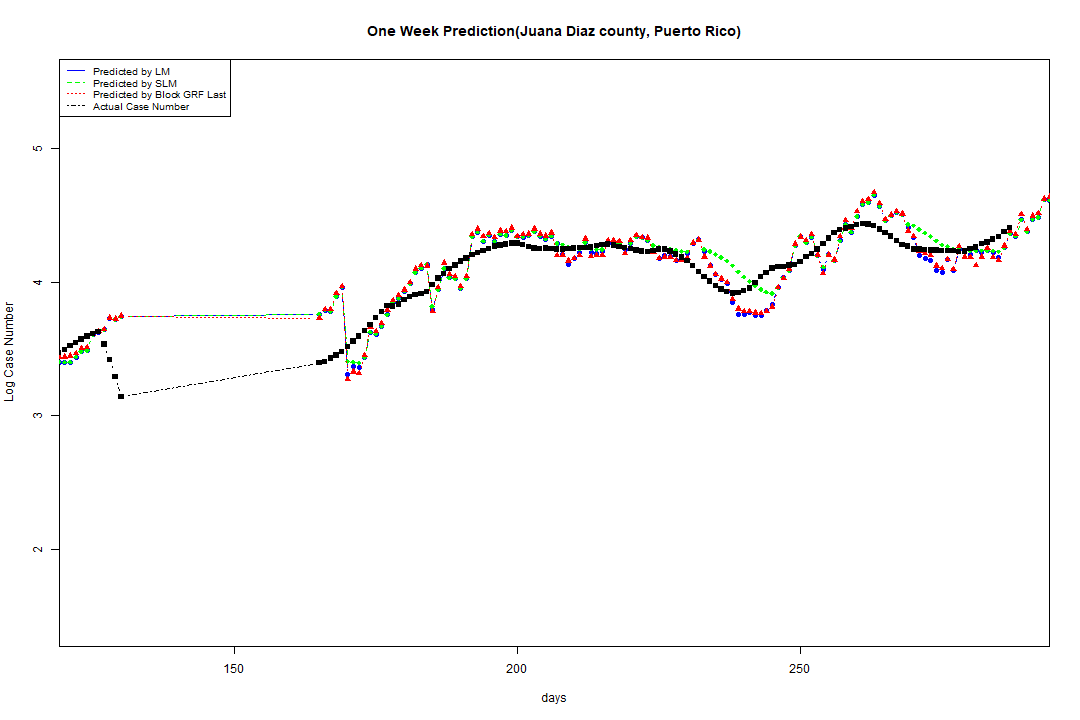 One Week Prediction(Juana Diaz county, Puerto Rico)
Predicted by LM
Predicted by SLM
Predicted by Block GRF Last
Actual Case Number
5
4
3
2
Log Case Number
150
200
250
days